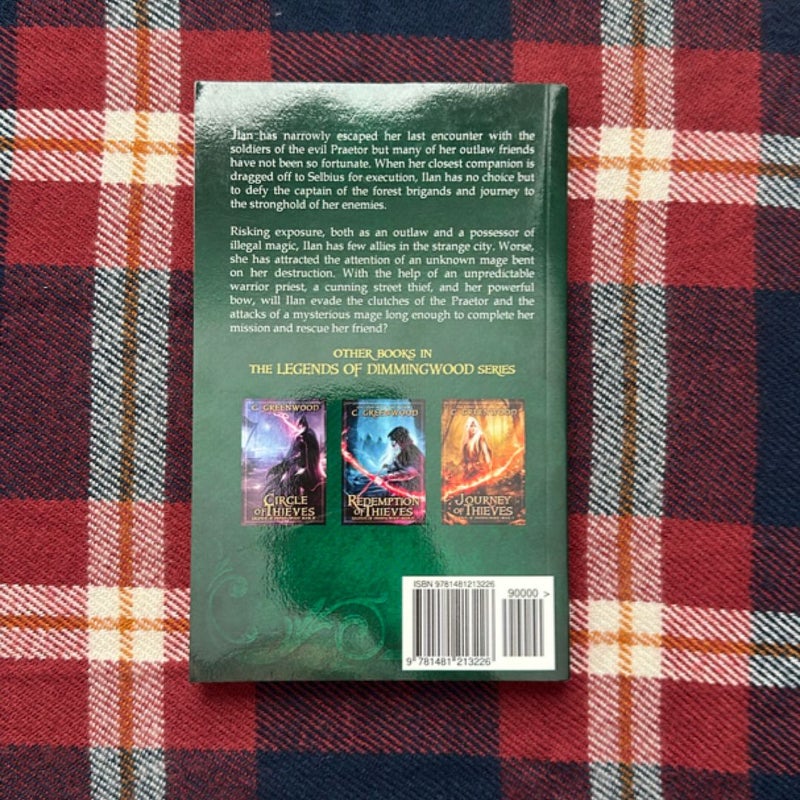 Ilan has narrowly escaped her last encounter with the
soldiers of the evil Praetor but many of her outlaw friends
have not been so fortunate. When her closest companion is
dragged off to Selbius for execution, Ilan has no choice but
to defy the captain of the forest brigands and journey to
the stronghold of her enemies.
Risking exposure, both as an outlaw and a possessor of
illegal magic, Ilan has few allies in the strange city. Worse,
she has attracted the attention of an unknown mage bent
on her destruction. With the help of an unpredictable
warrior priest, a cunning street thief, and her powerful
bow, will Ilan evade the clutches of the Praetor and the
attacks of a mysterious mage long enough to complete her
mission and rescue her friend?
OTHER BOOKS IN
THE LEGENDS OF DIMMINGWOOD SERIES
C. GREENWOOD
CIRCLE
OF THIEVES
C. GREENWOOD
REDEMPTION
OF THIEVES
C. GREENWOOD
JOURNEY
OF THIEVES
ISBN 9781481213226
90000 >
9 781481 213226